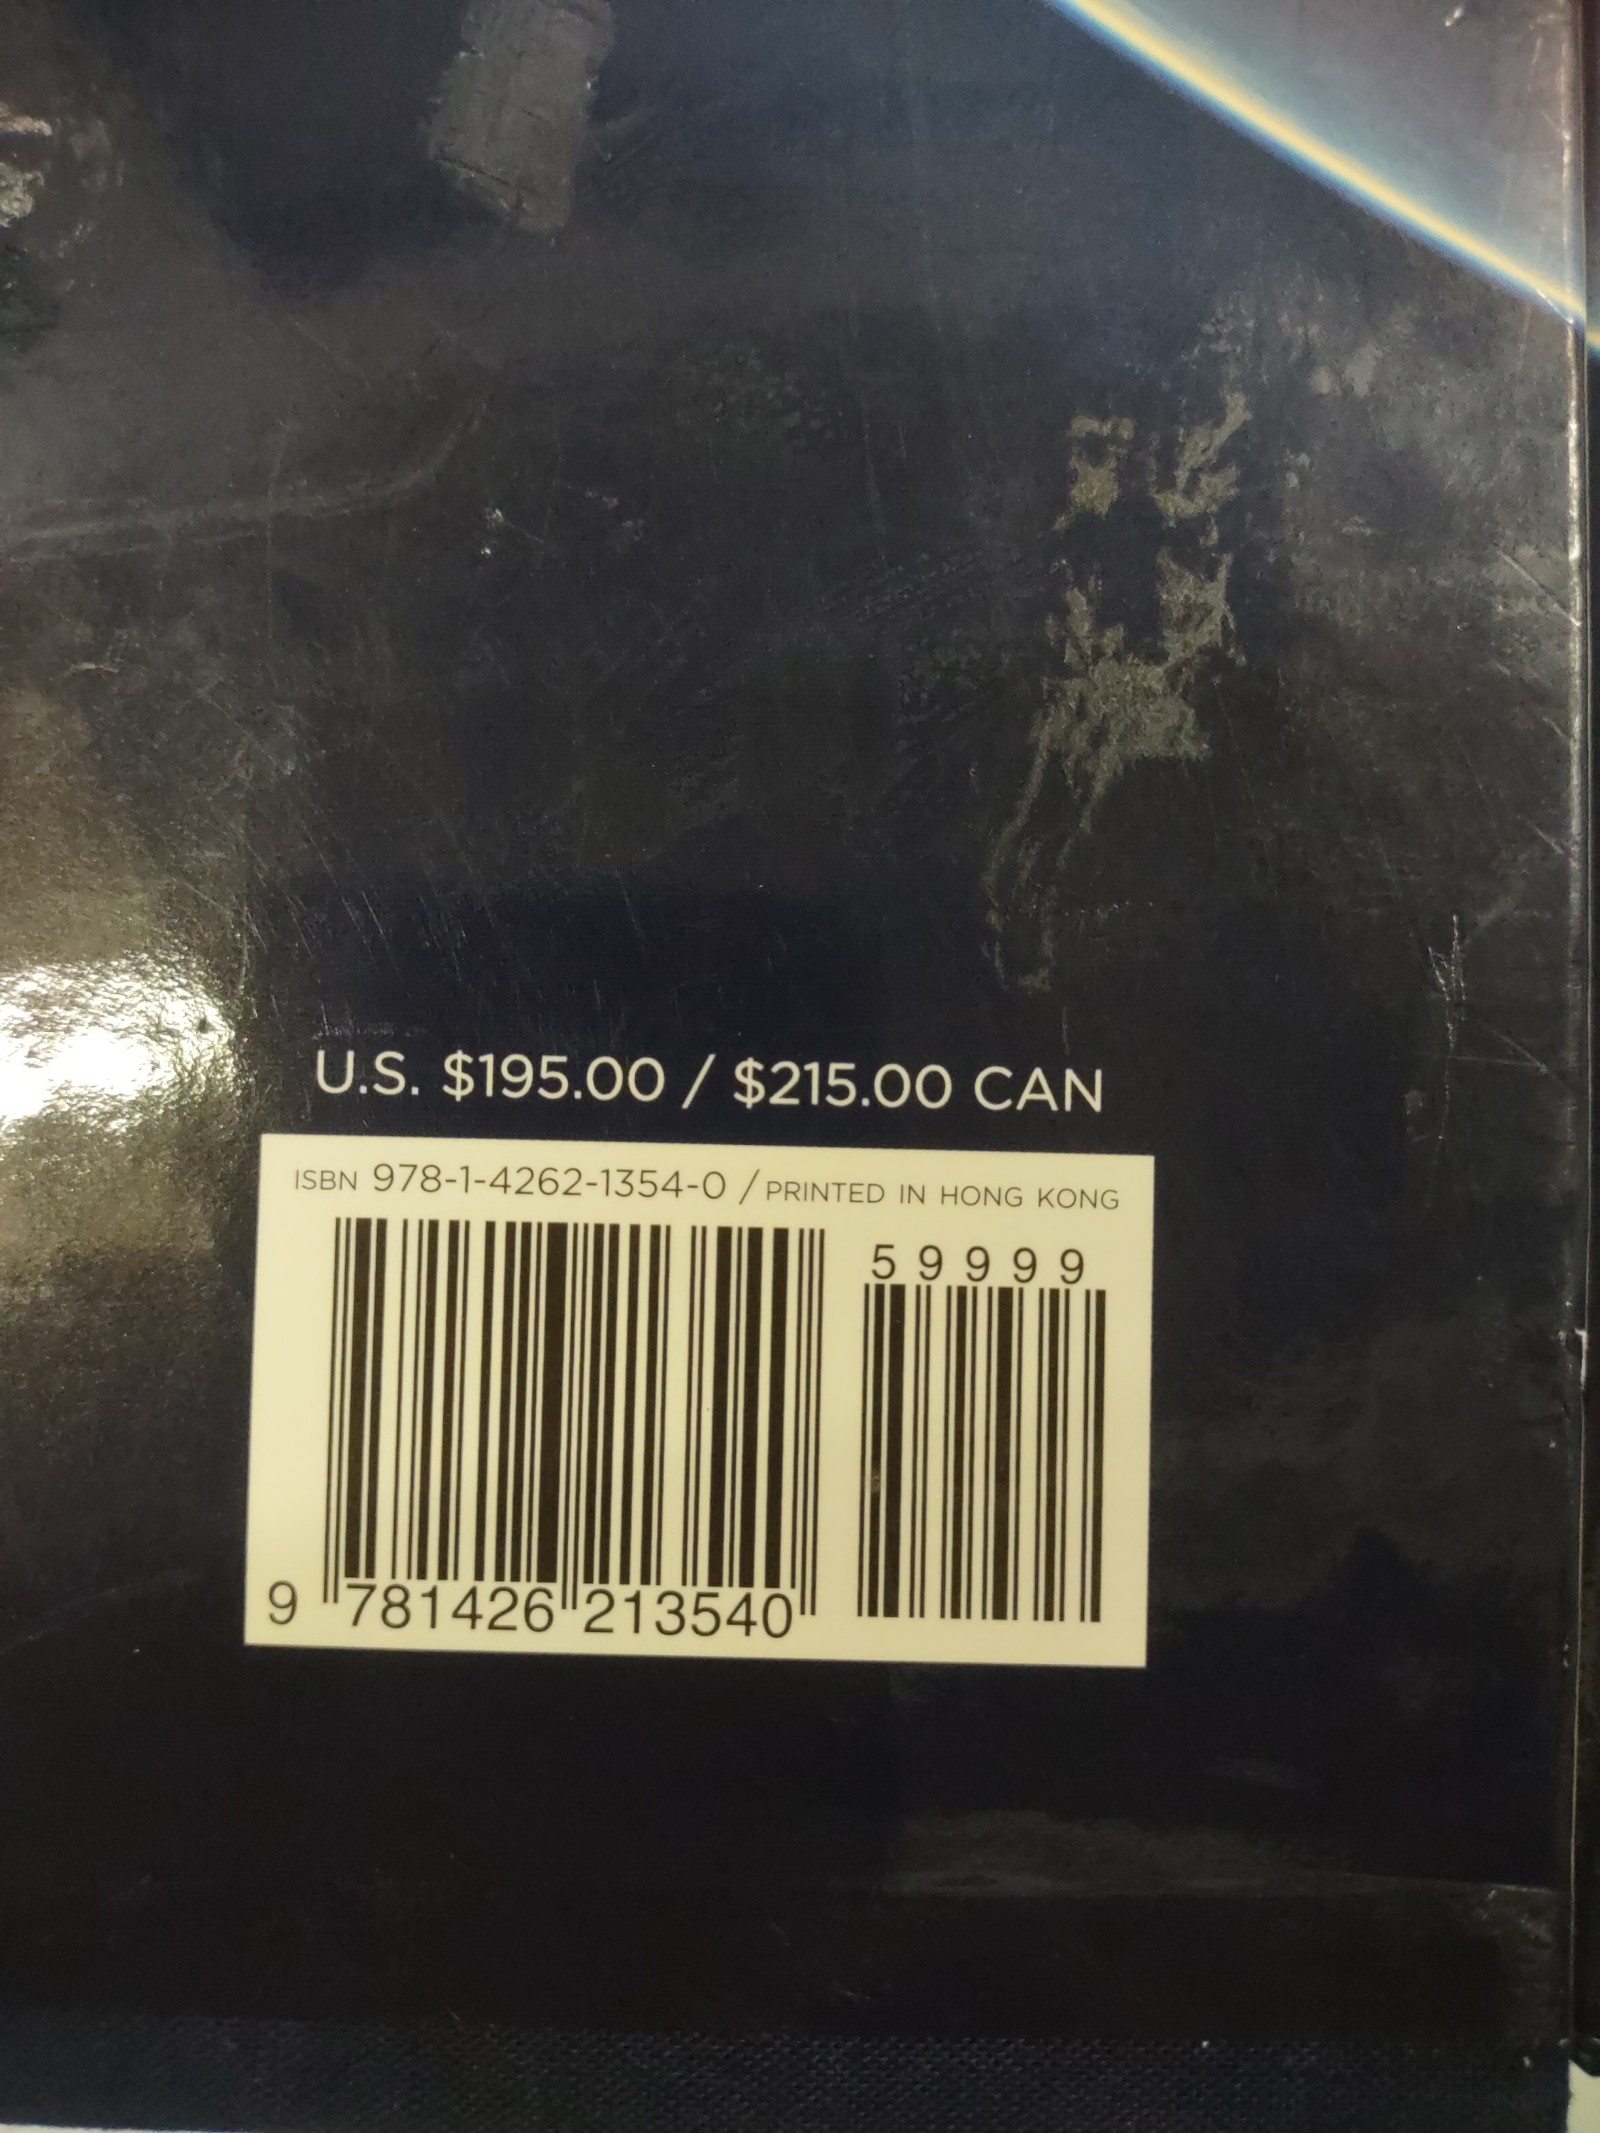 U.S. $195.00 / $215.00 CAN
ISBN 978-1-4262-1354-0 / PRINTED IN HONG KONG
59999
9 781426 213540